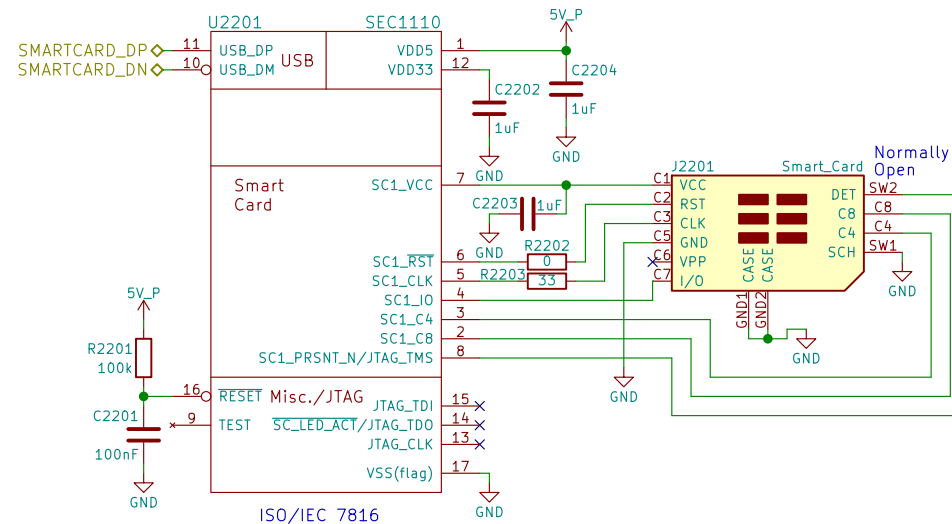 U2201 SEC1110
5V_P
SMARTCARD_DP 11 USB_DP USB VDD5 1
SMARTCARD_DN 10 USB_DM VDD33 12
C2202 1uF GND
C2204 1uF GND
Smart
Card
SC1_VCC 7
C2203 1uF GND
SC1_RST 6 R2202 0
SC1_CLK 5 R2203 33
SC1_IO 4
SC1_C4 3
SC1_C8 2
SC1_PRSNT_N/JTAG_TMS 8
J2201 Smart_Card
Normally
Open
C1 VCC DET SW2
C2 RST C8 C8
C3 CLK C4 C4
C5 GND SCH SW1
C6 VPP
C7 I/O
CASE CASE
GND1 GND2
GND
GND
GND
5V_P
R2201
100k
16 RESET Misc./JTAG
C2201
100nF
GND
9 TEST
JTAG_TDI 15
SC_LED_ACT/JTAG_TDO 14
JTAG_CLK 13
VSS(flag) 17
GND
ISO/IEC 7816